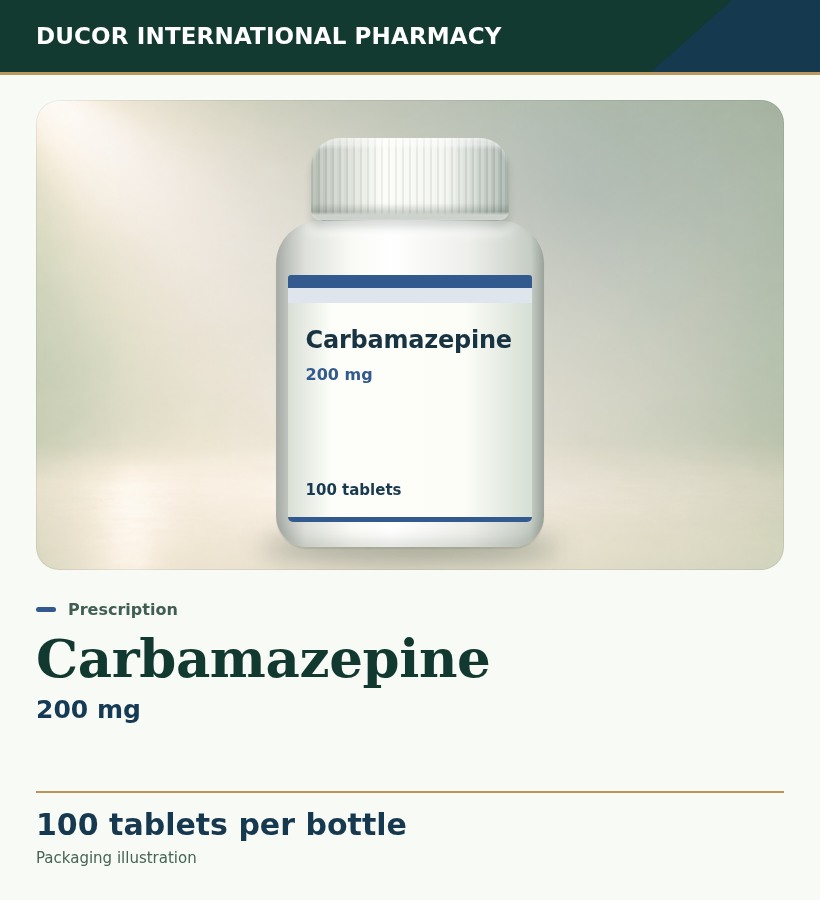 DUCOR INTERNATIONAL PHARMACY
Carbamazepine
200 mg
100 tablets
Prescription
Carbamazepine
200 mg
100 tablets per bottle
Packaging illustration